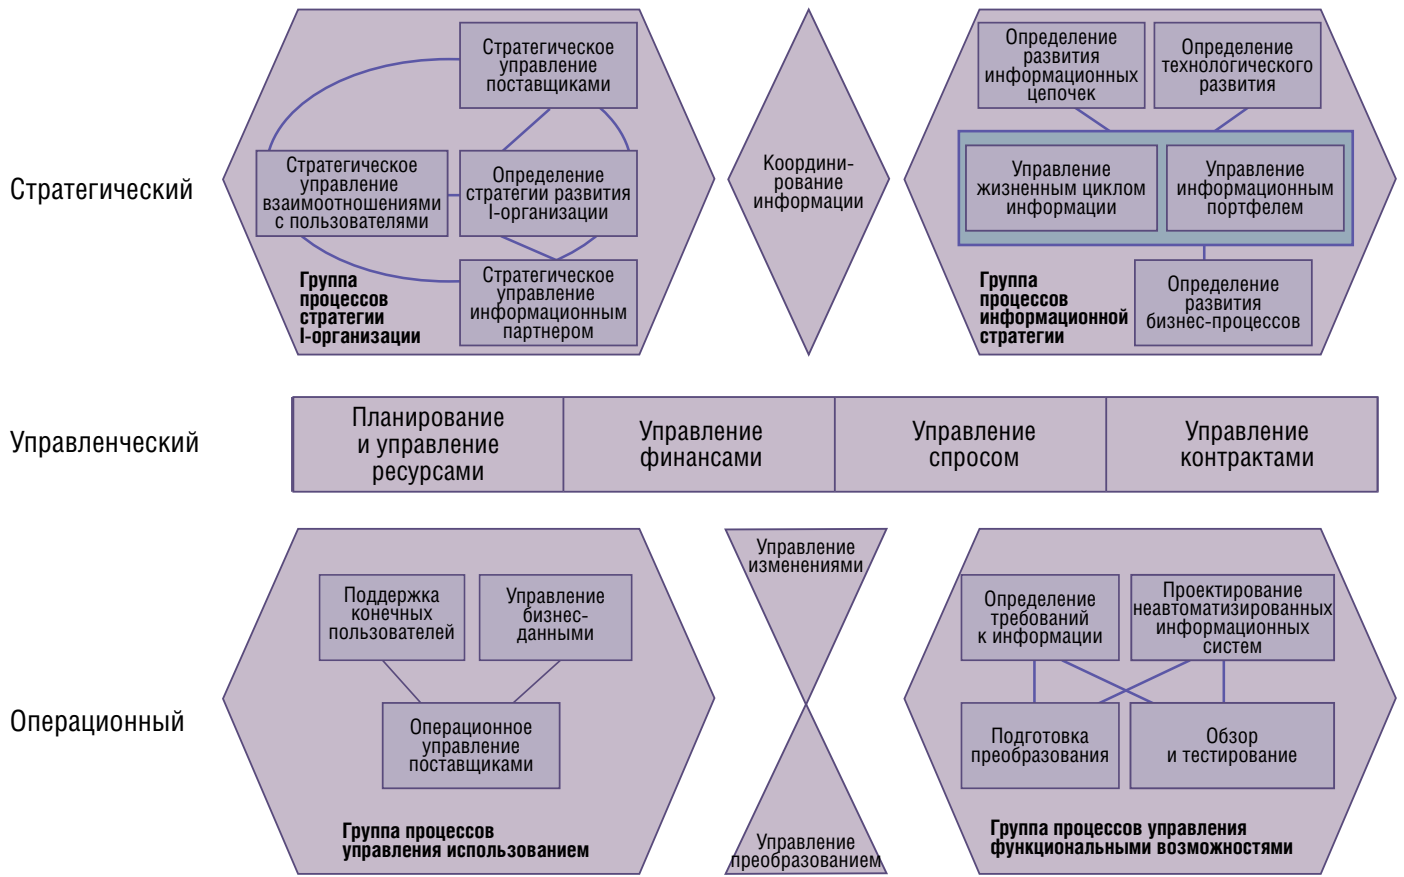 Стратегический
Стратегическое
управление
поставщиками
Стратегическое
управление
взаимоотношениями
с пользователями
Определение
стратегии развития
I-организации
Стратегическое
управление
информационным
партнером
Группа
процессов
стратегии
I-организации
Координи-
рование
информации
Определение
развития
информационных
цепочек
Определение
технологического
развития
Управление
жизненным циклом
информации
Управление
информационным
портфелем
Определение
развития
бизнес-процессов
Группа
процессов
информационной
стратегии
Управленческий
Планирование
и управление
ресурсами
Управление
финансами
Управление
спросом
Управление
контрактами
Операционный
Поддержка
конечных
пользователей
Управление
бизнес-
данными
Операционное
управление
поставщиками
Группа процессов
управления использованием
Управление
изменениями
Управление
преобразованием
Определение
требований
к информации
Проектирование
неавтоматизированных
информационных
систем
Подготовка
преобразования
Обзор
и тестирование
Группа процессов управления
функциональными возможностями